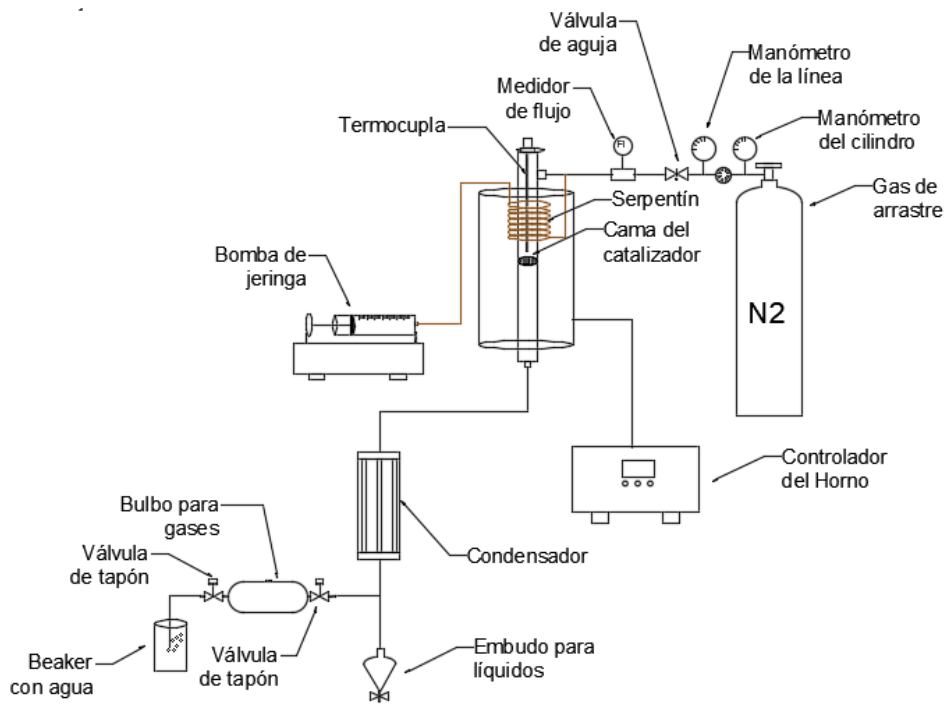 Válvula
de aguja
Manómetro
de la línea
Medidor
de flujo
Manómetro
del cilindro
Termocupla
FI
Gas de
arrastre
Serpentín
Cama del
catalizador
Bomba de
jeringa
N2
Controlador
del Horno
Bulbo para
gases
Condensador
Válvula
de tapón
Embudo para
líquidos
Válvula
de tapón
Beaker
con agua